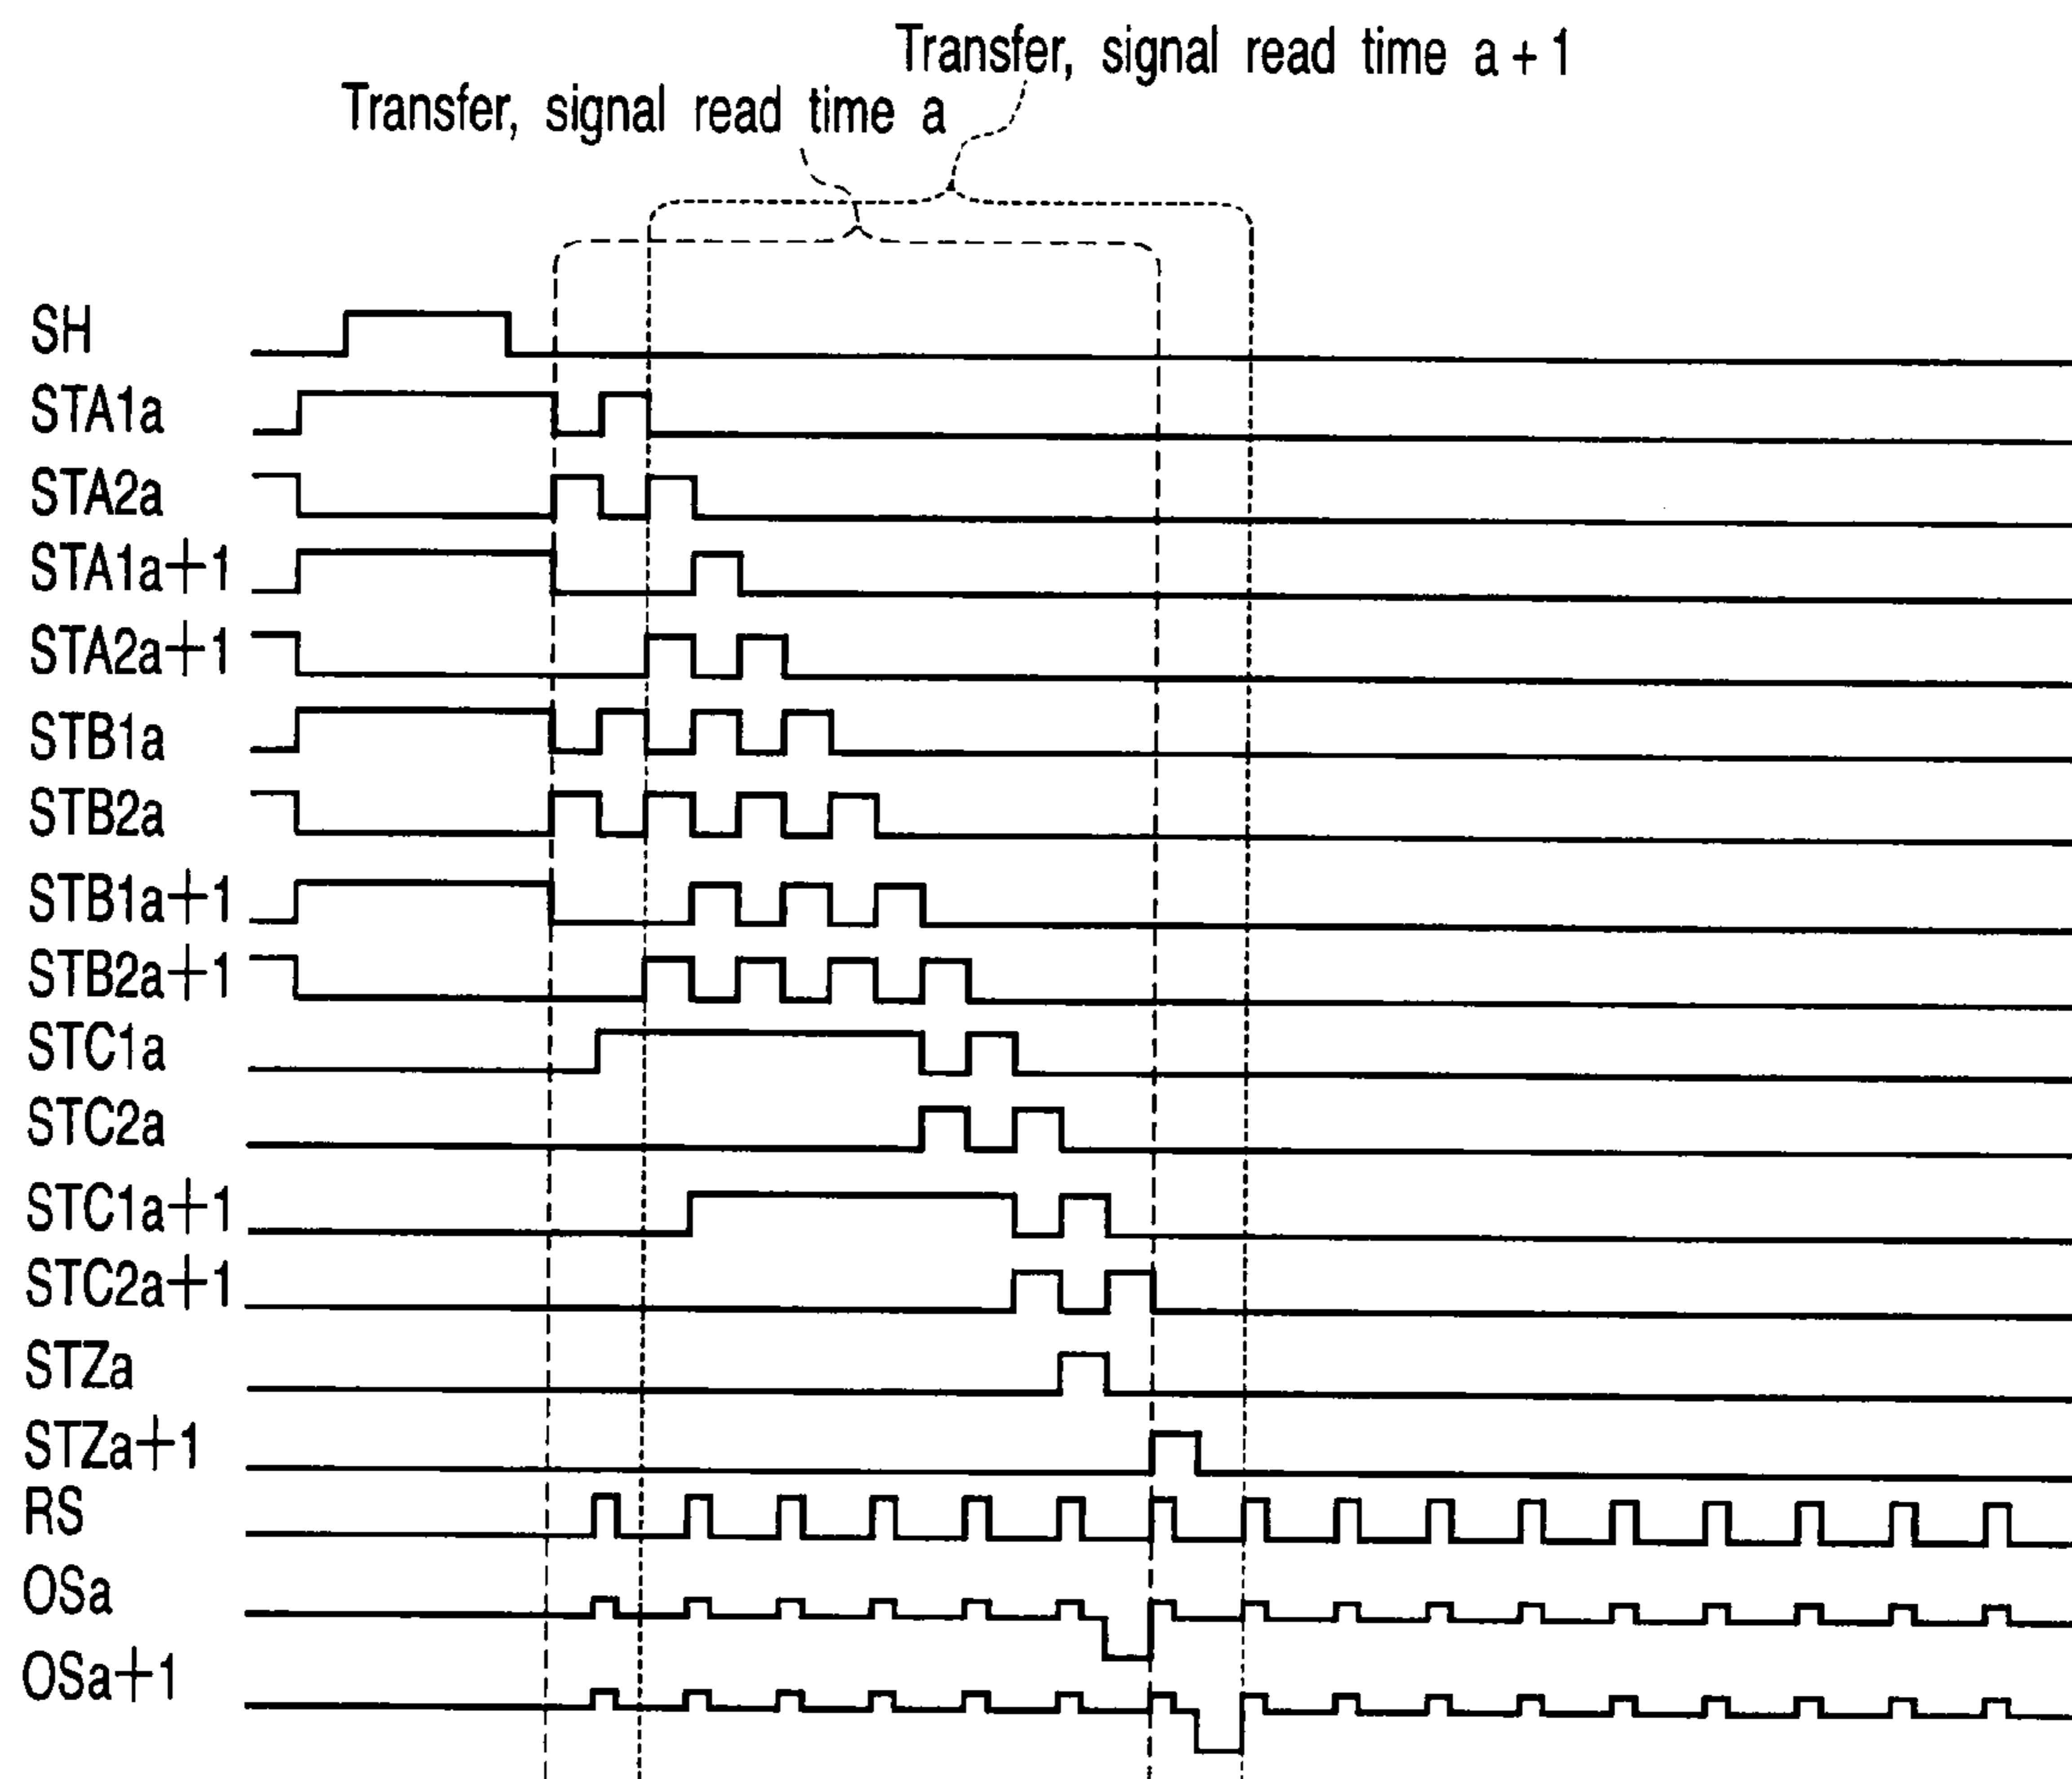 Transfer, signal read time a + 1
Transfer, signal read time a
SH
STA1a
STA2a
STA1a+1
STA2a+1
STB1a
STB2a
STB1a+1
STB2a+1
STC1a
STC2a
STC1a+1
STC2a+1
STZa
STZa+1
RS
OSa
OSa+1